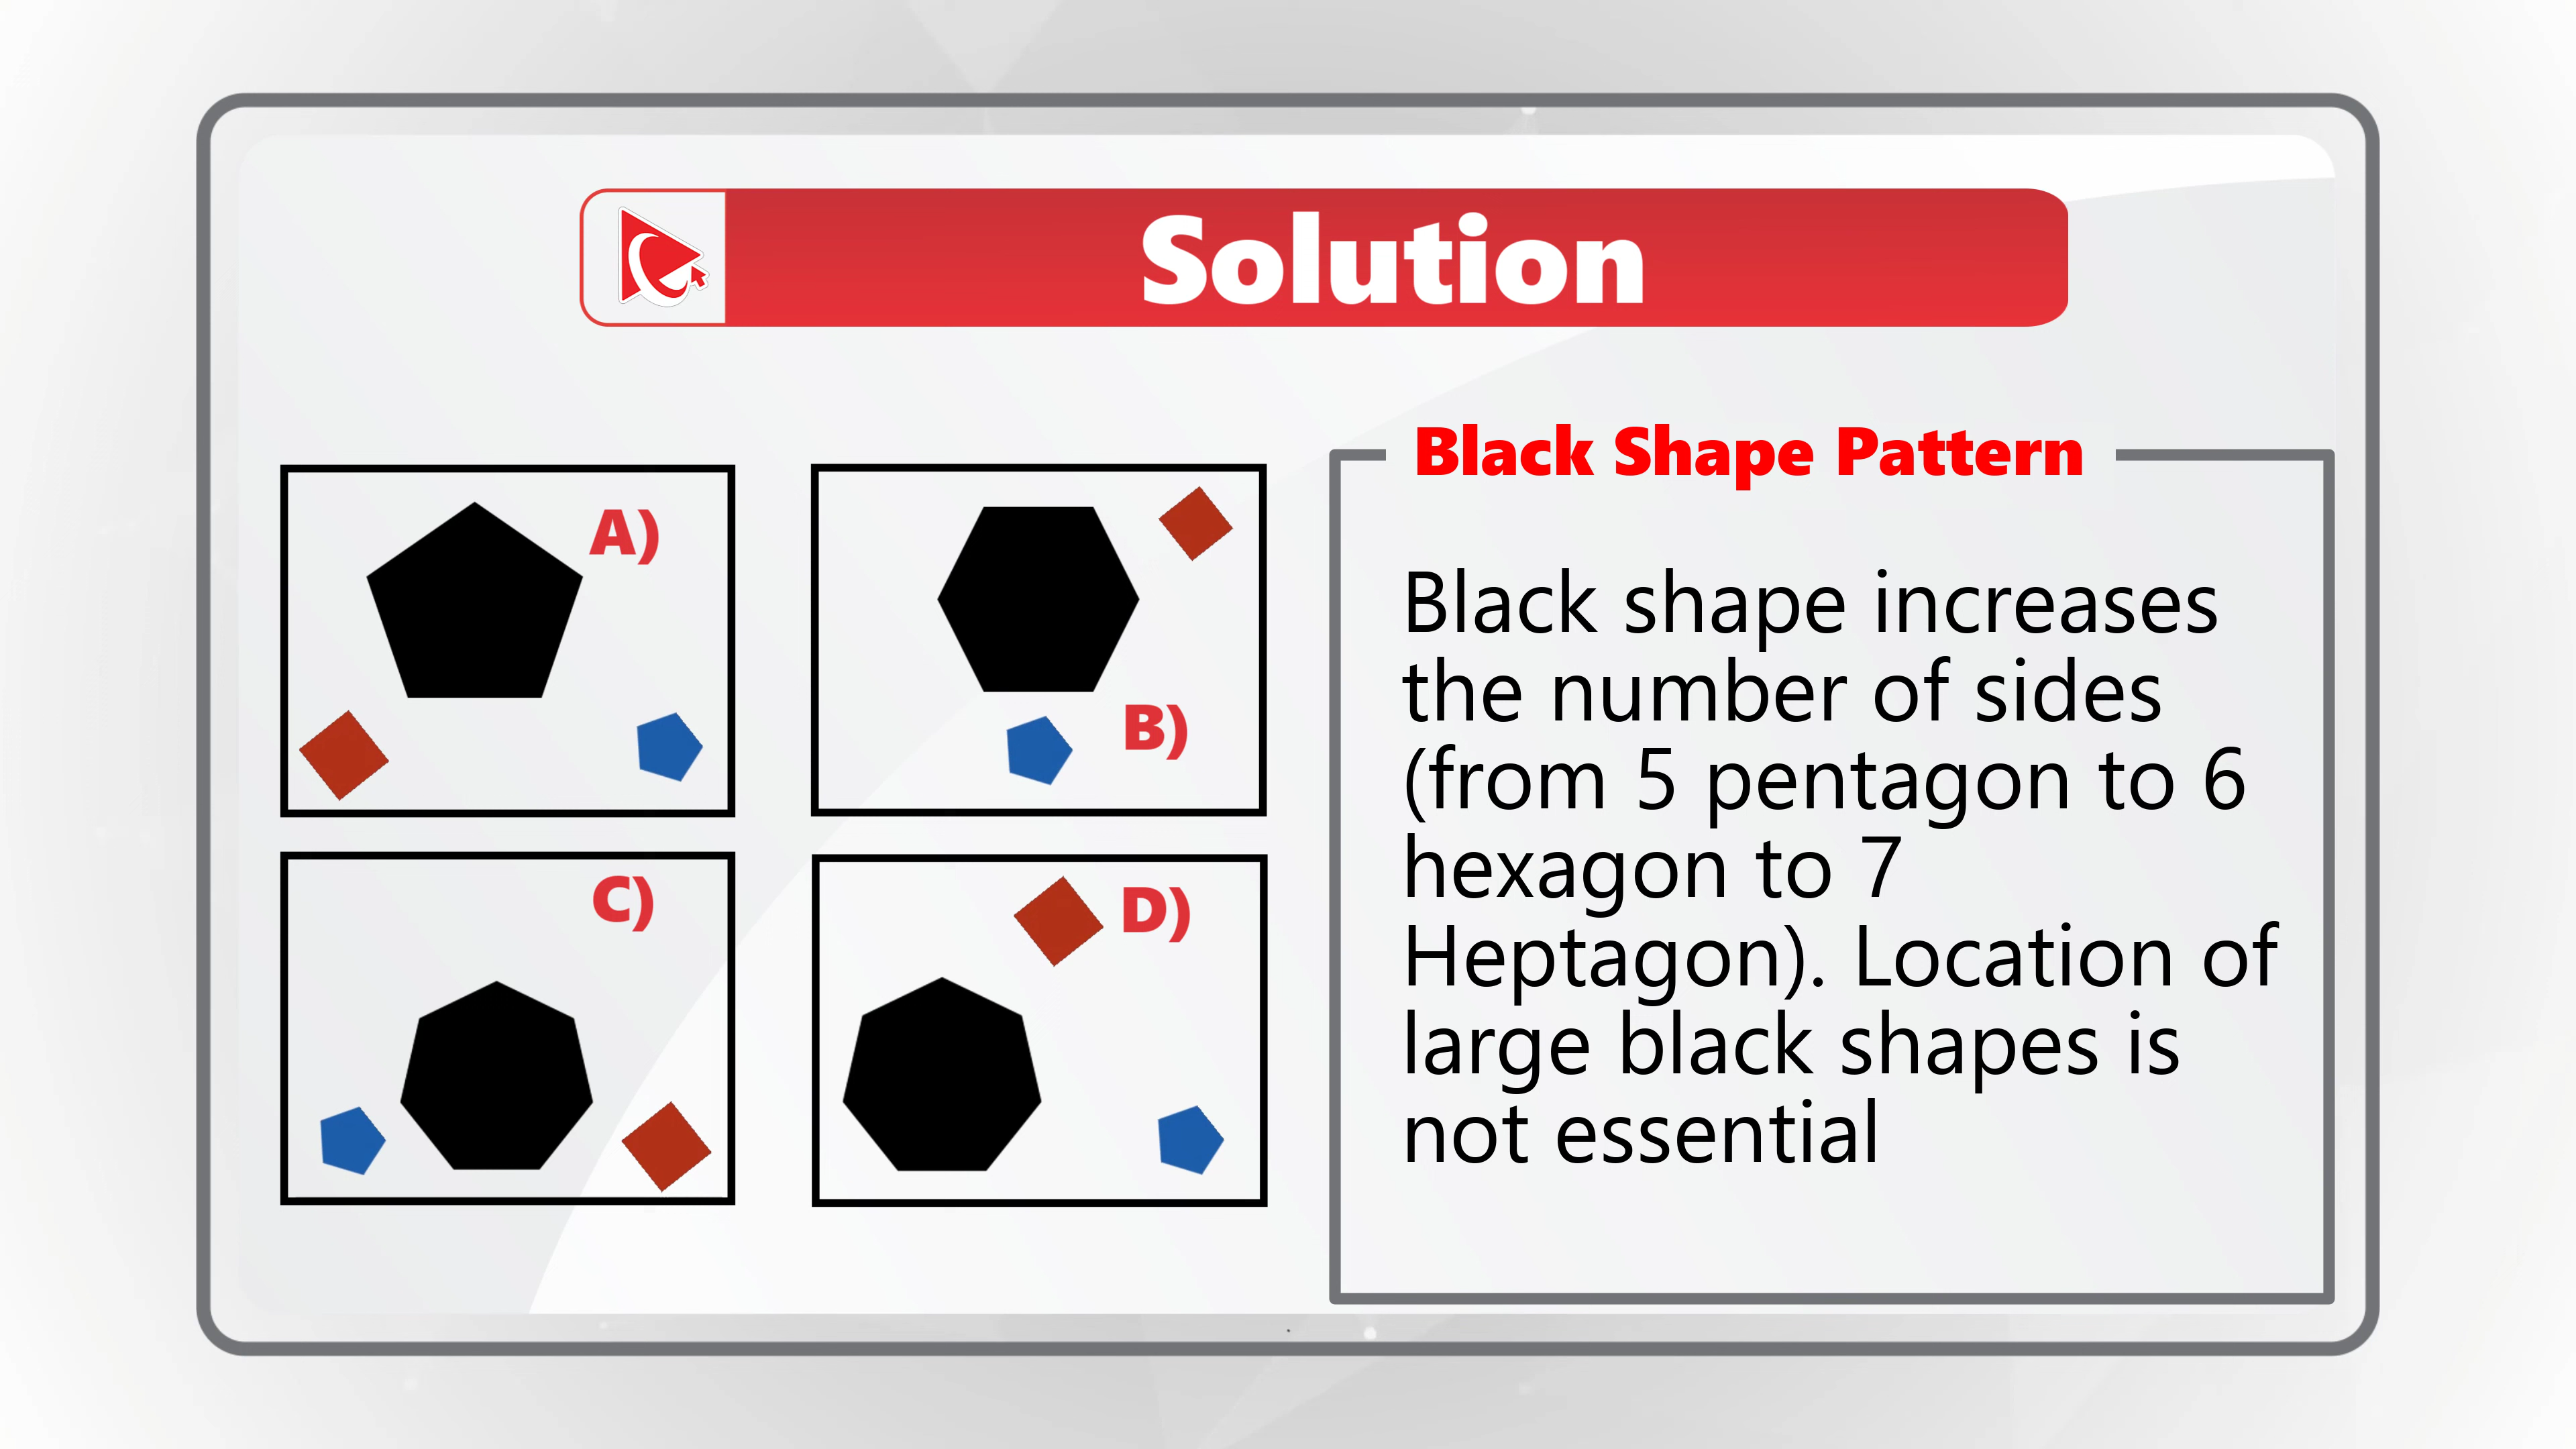 Solution
A)
B)
C)
D)
Black Shape Pattern
Black shape increases
the number of sides
(from 5 pentagon to 6
hexagon to 7
Heptagon). Location of
large black shapes is
not essential